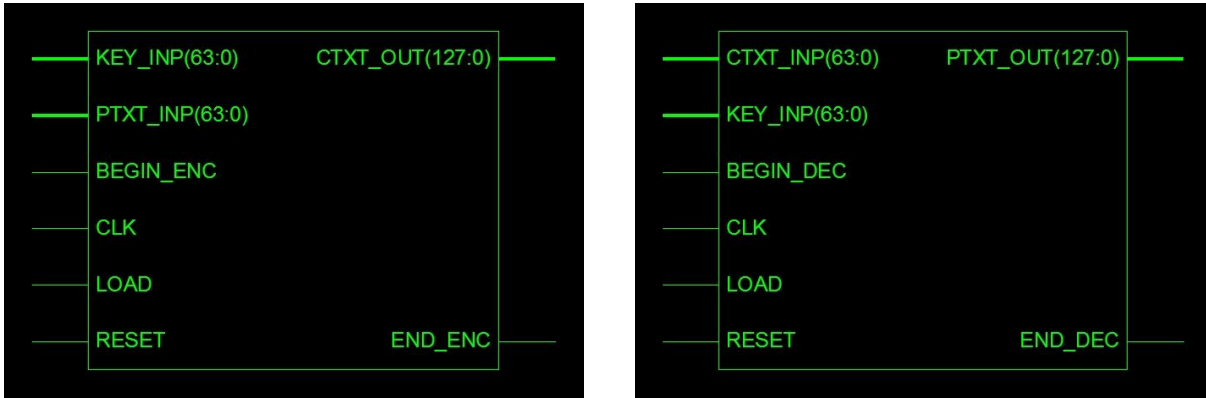 KEY_INP(63:0) CTXT_OUT(127:0)
PTXT_INP(63:0)
BEGIN_ENC
CLK
LOAD
RESET END_ENC
CTXT_INP(63:0) PTXT_OUT(127:0)
KEY_INP(63:0)
BEGIN_DEC
CLK
LOAD
RESET END_DEC